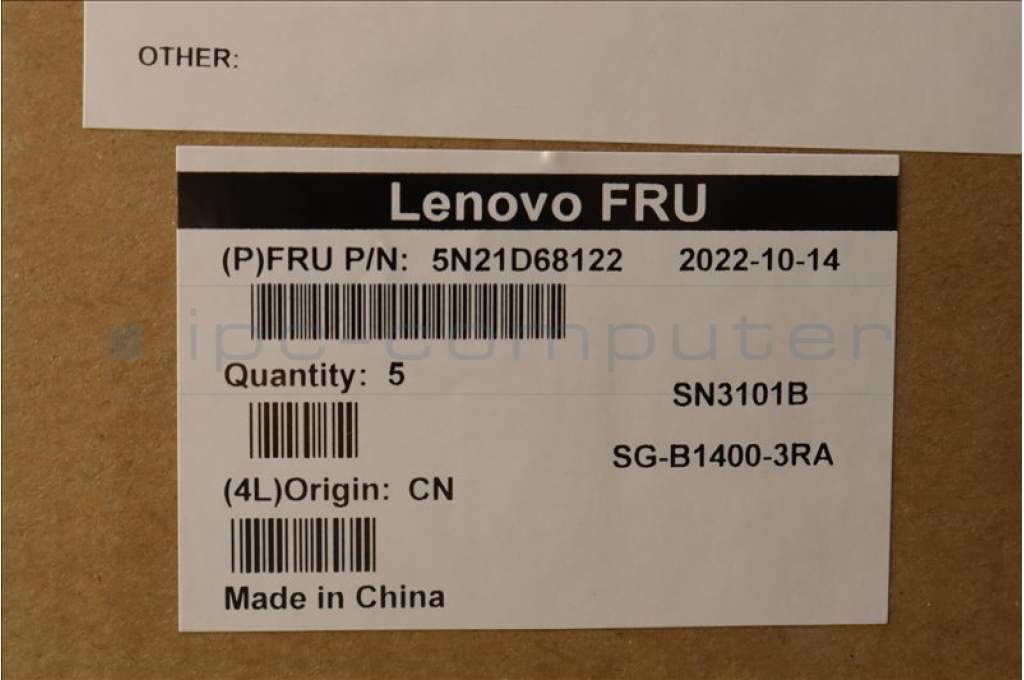 OTHER:
Lenovo FRU
(P)FRU P/N: 5N21D68122 2022-10-14
ipc-computer
Quantity: 5
SN3101B
SG-B1400-3RA
(4L)Origin: CN
Made in China